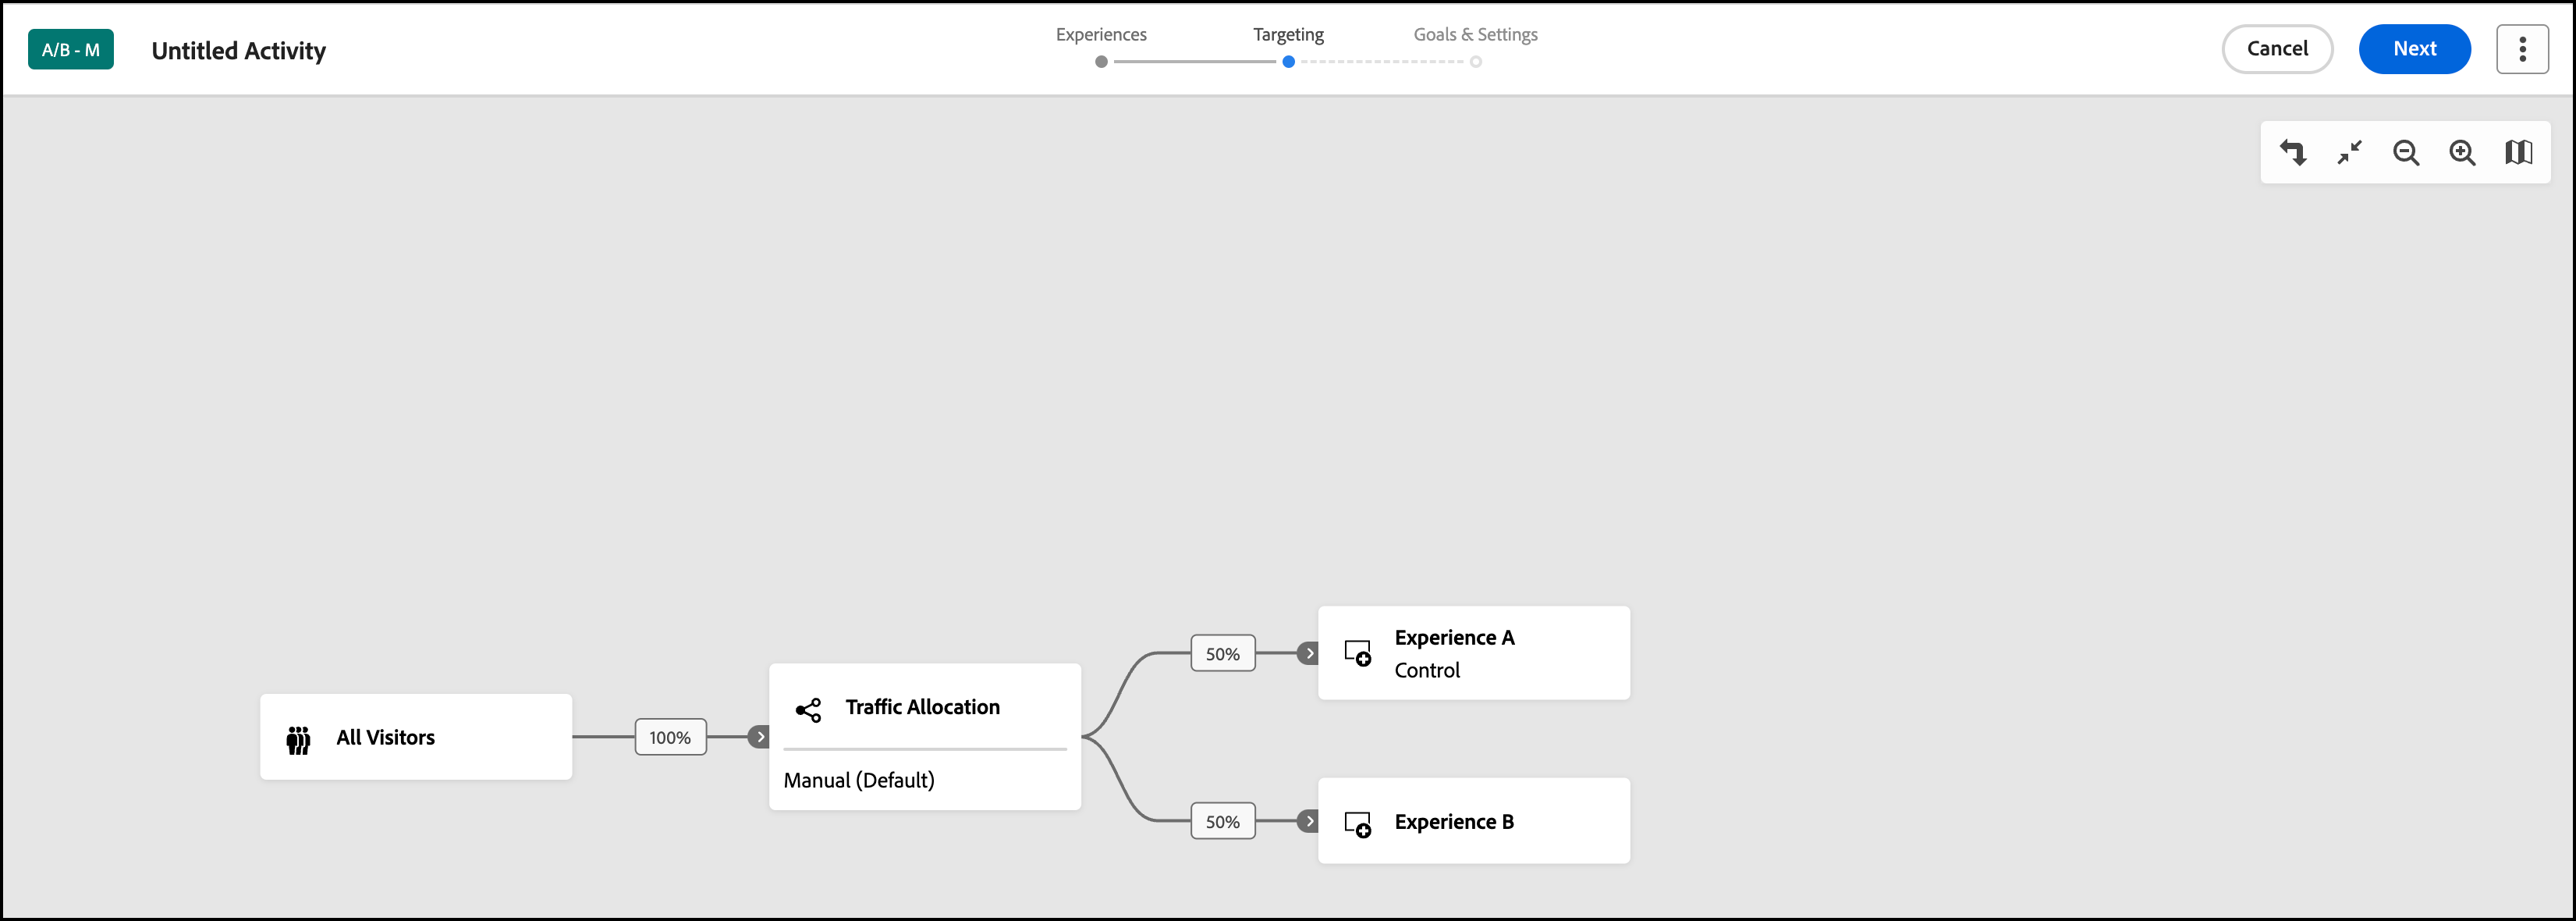 A/B - M
Untitled Activity
Experiences
Targeting
Goals & Settings
Cancel
Next
All Visitors
100%
Traffic Allocation
Manual (Default)
50%
Experience A
Control
50%
Experience B